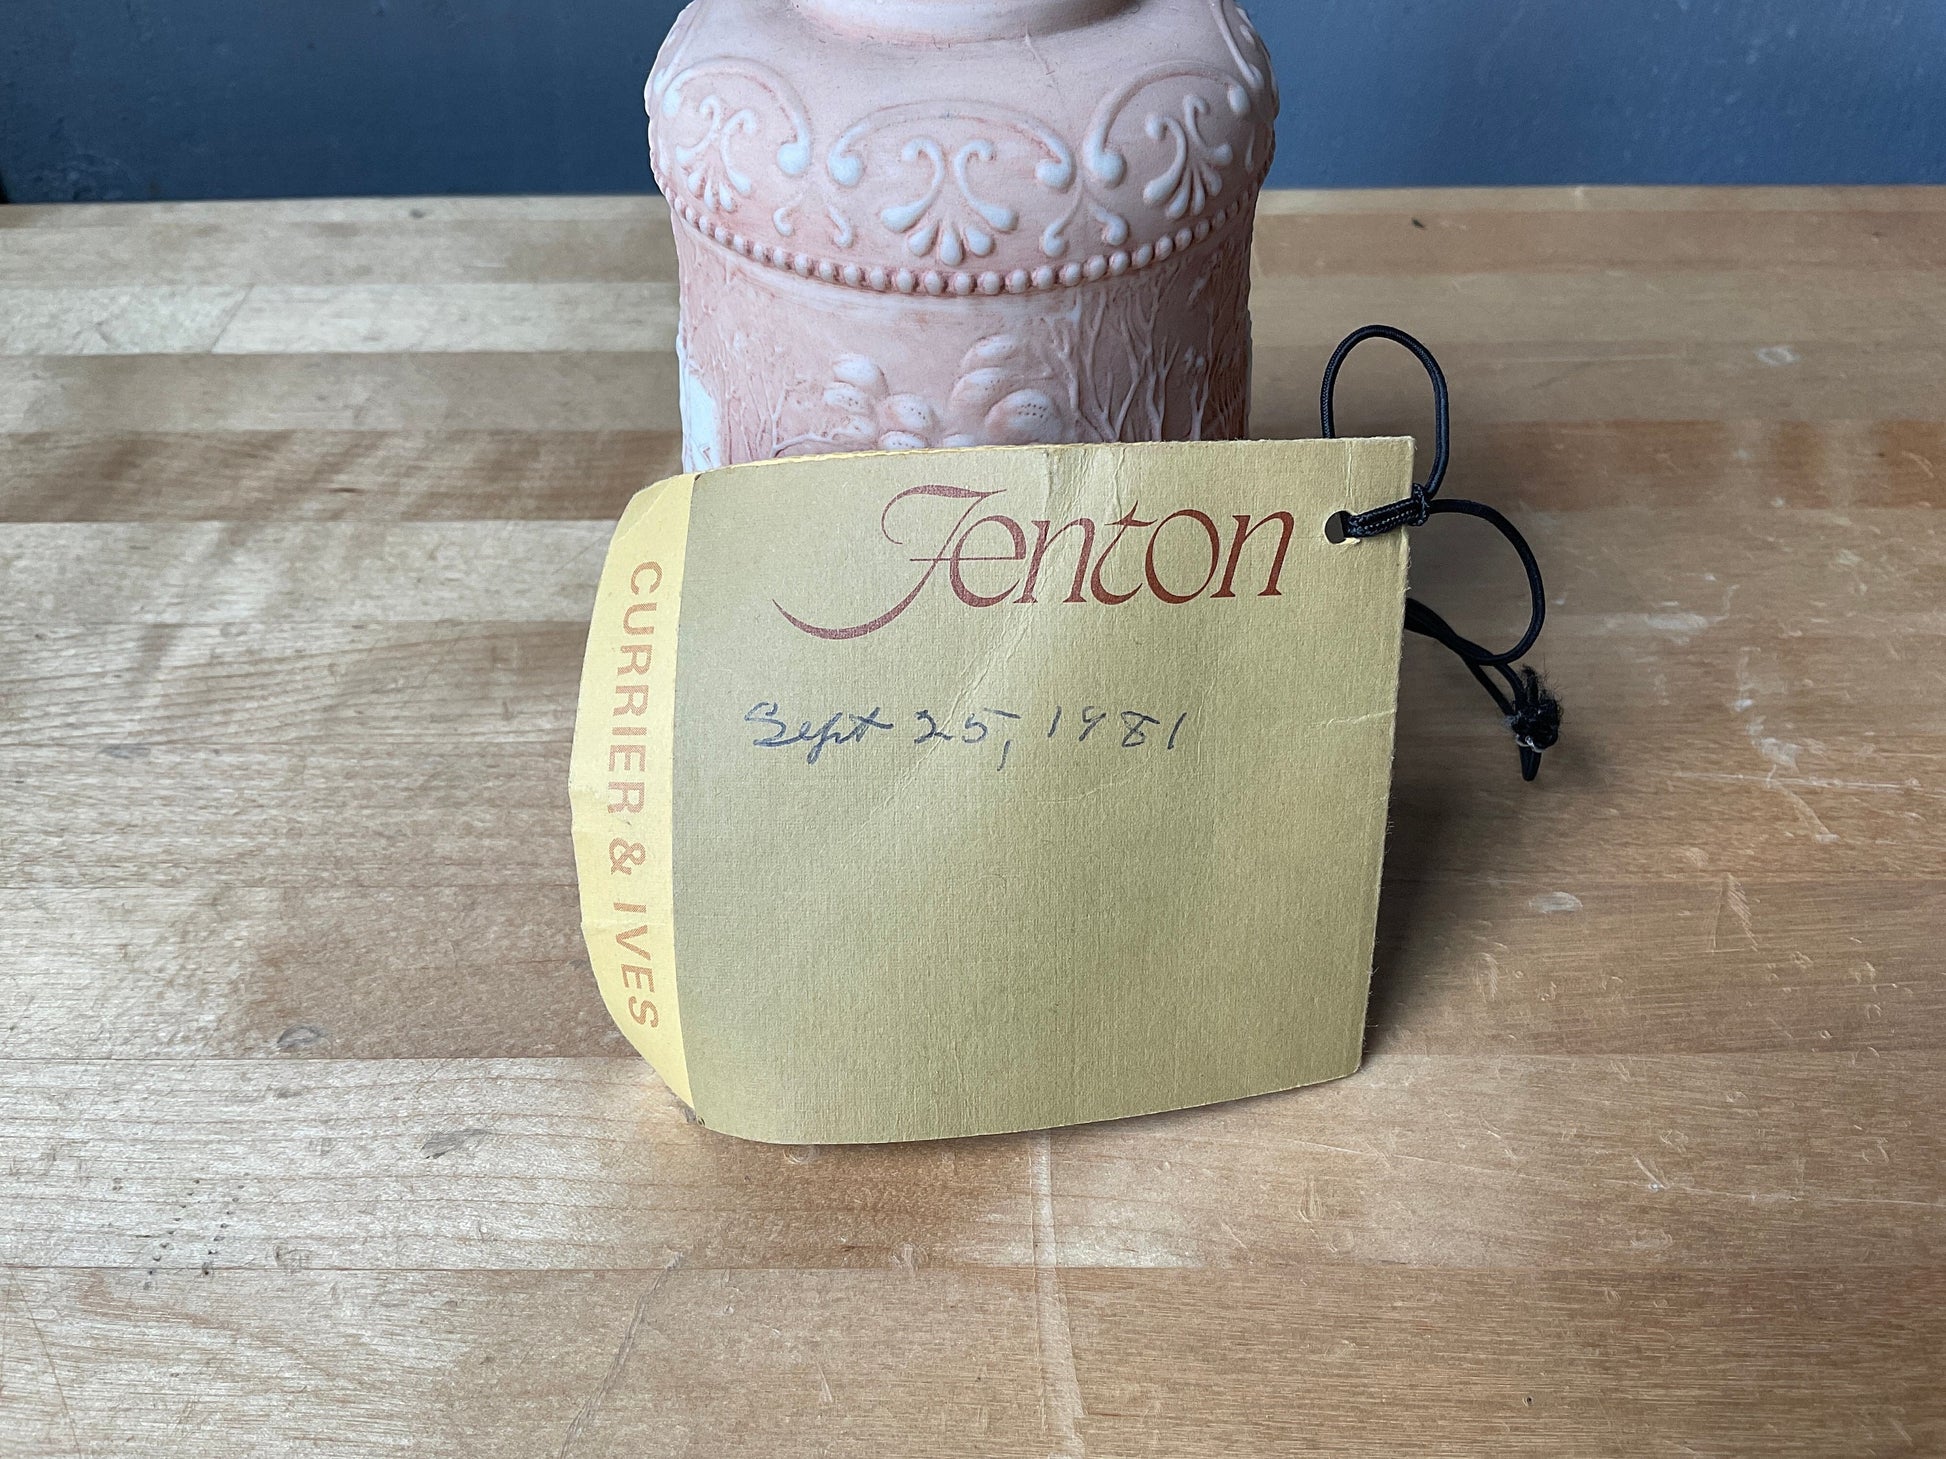 Fenton
Sept 25, 1981
CURRIER & IVES